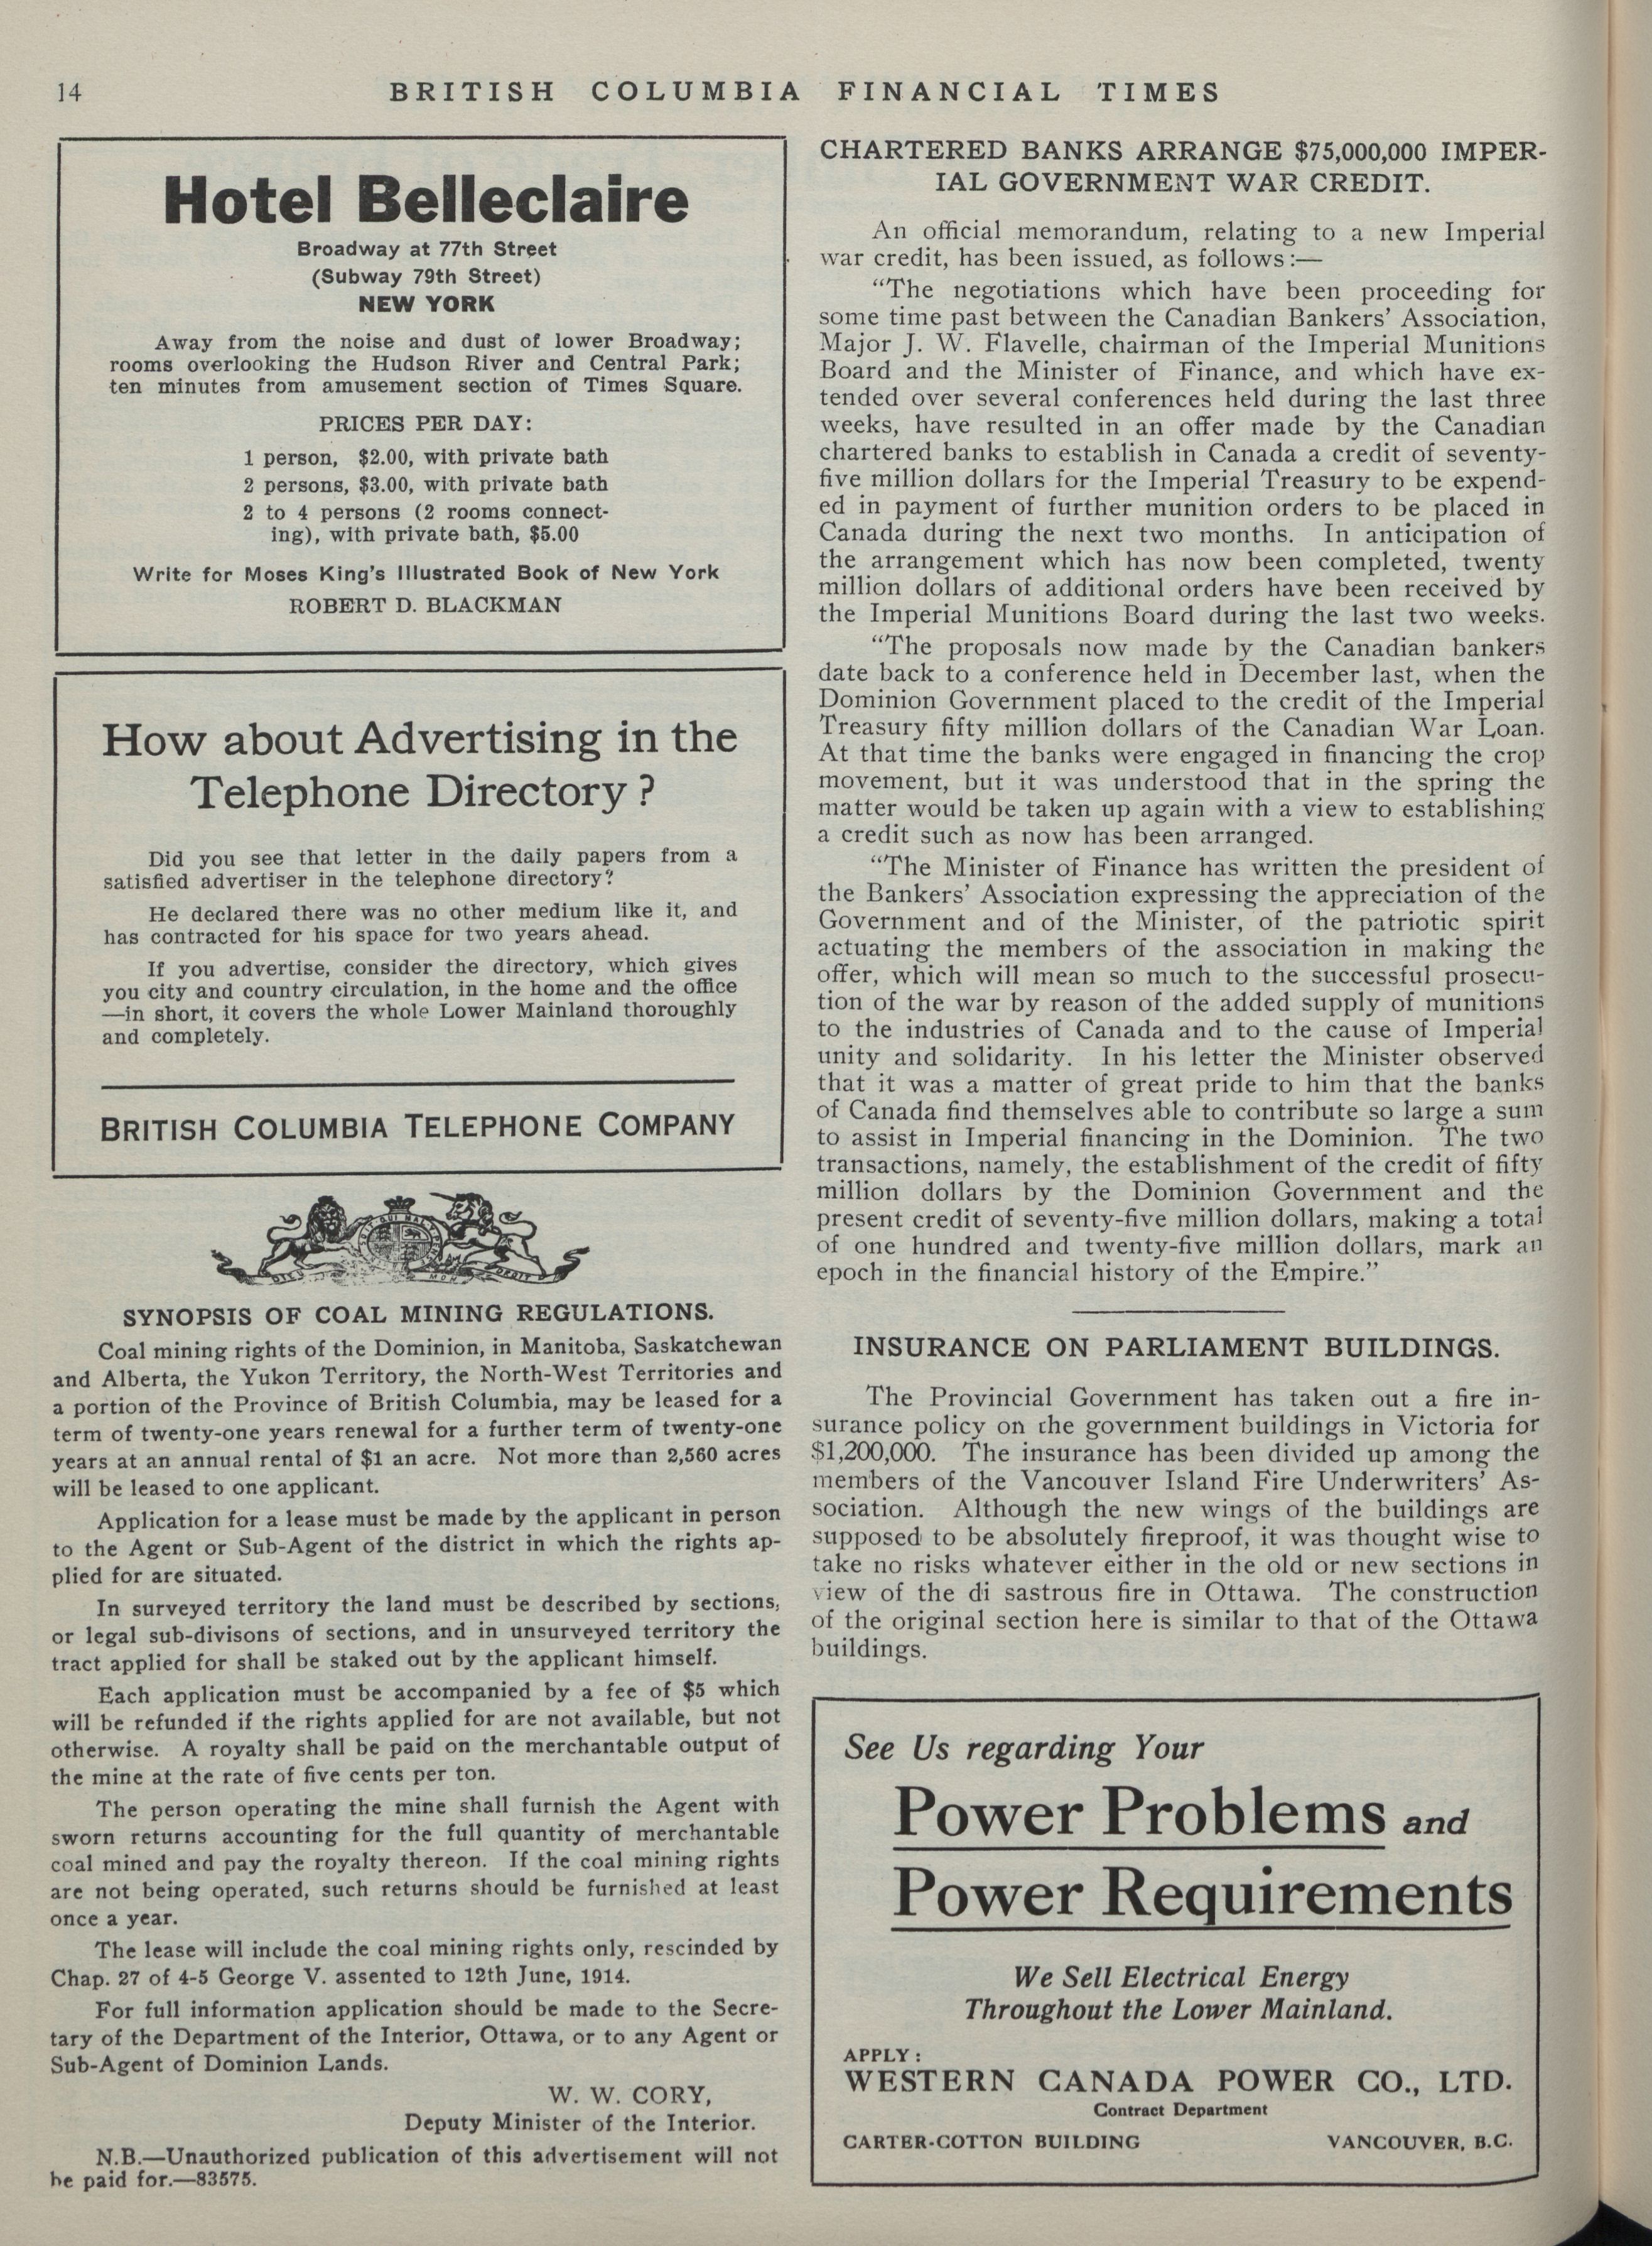 14
BRITISH COLUMBIA FINANCIAL TIMES
Hotel Belleclaire
Broadway at 77th Street
(Subway 79th Street)
NEW YORK
Away from the noise and dust of lower Broadway;
rooms overlooking the Hudson River and Central Park;
ten minutes from amusement section of Times Square.
PRICES PER DAY:
1 person, $2.00, with private bath
2 persons, $3.00, with private bath
2 to 4 persons (2 rooms connect-
ing), with private bath, $5.00
Write for Moses King's Illustrated Book of New York
ROBERT D. BLACKMAN
How about Advertising in the
Telephone Directory?
Did you see that letter in the daily papers from a
satisfied advertiser in the telephone directory?
He declared there was no other medium like it, and
has contracted for his space for two years ahead.
If you advertise, consider the directory, which gives
you city and country circulation, in the home and the office
—in short, it covers the whole Lower Mainland thoroughly
and completely.
BRITISH COLUMBIA TELEPHONE COMPANY
SYNOPSIS OF COAL MINING REGULATIONS.
Coal mining rights of the Dominion, in Manitoba, Saskatchewan
and Alberta, the Yukon Territory, the North-West Territories and
a portion of the Province of British Columbia, may be leased for a
term of twenty-one years renewal for a further term of twenty-one
years at an annual rental of $1 an acre. Not more than 2,560 acres
will be leased to one applicant.
Application for a lease must be made by the applicant in person
to the Agent or Sub-Agent of the district in which the rights ap-
plied for are situated.
In surveyed territory the land must be described by sections,
or legal sub-divisons of sections, and in unsurveyed territory the
tract applied for shall be staked out by the applicant himself.
Each application must be accompanied by a fee of $5 which
will be refunded if the rights applied for are not available, but not
otherwise. A royalty shall be paid on the merchantable output of
the mine at the rate of five cents per ton.
The person operating the mine shall furnish the Agent with
sworn returns accounting for the full quantity of merchantable
coal mined and pay the royalty thereon. If the coal mining rights
are not being operated, such returns should be furnished at least
once a year.
The lease will include the coal mining rights only, rescinded by
Chap. 27 of 4-5 George V. assented to 12th June, 1914.
For full information application should be made to the Secre-
tary of the Department of the Interior, Ottawa, or to any Agent or
Sub-Agent of Dominion Lands.
W. W. CORY,
Deputy Minister of the Interior.
N.B.—Unauthorized publication of this advertisement will not
be paid for.—83575.
CHARTERED BANKS ARRANGE $75,000,000 IMPER-
IAL GOVERNMENT WAR CREDIT.
An official memorandum, relating to a new Imperial
war credit, has been issued, as follows:—
"The negotiations which have been proceeding for
some time past between the Canadian Bankers' Association,
Major J. W. Flavelle, chairman of the Imperial Munitions
Board and the Minister of Finance, and which have ex-
tended over several conferences held during the last three
weeks, have resulted in an offer made by the Canadian
chartered banks to establish in Canada a credit of seventy-
five million dollars for the Imperial Treasury to be expend-
ed in payment of further munition orders to be placed in
Canada during the next two months. In anticipation of
the arrangement which has now been completed, twenty
million dollars of additional orders have been received by
the Imperial Munitions Board during the last two weeks.
"The proposals now made by the Canadian bankers
date back to a conference held in December last, when the
Dominion Government placed to the credit of the Imperial
Treasury fifty million dollars of the Canadian War Loan.
At that time the banks were engaged in financing the crop
movement, but it was understood that in the spring the
matter would be taken up again with a view to establishing
a credit such as now has been arranged.
"The Minister of Finance has written the president of
the Bankers' Association expressing the appreciation of the
Government and of the Minister, of the patriotic spirit
actuating the members of the association in making the
offer, which will mean so much to the successful prosecu-
tion of the war by reason of the added supply of munitions
to the industries of Canada and to the cause of Imperial
unity and solidarity. In his letter the Minister observed
that it was a matter of great pride to him that the banks
of Canada find themselves able to contribute so large a sum
to assist in Imperial financing in the Dominion. The two
transactions, namely, the establishment of the credit of fifty
million dollars by the Dominion Government and the
present credit of seventy-five million dollars, making a total
of one hundred and twenty-five million dollars, mark an
epoch in the financial history of the Empire."
INSURANCE ON PARLIAMENT BUILDINGS.
The Provincial Government has taken out a fire in-
surance policy on the government buildings in Victoria for
$1,200,000. The insurance has been divided up among the
members of the Vancouver Island Fire Underwriters' As-
sociation. Although the new wings of the buildings are
supposed to be absolutely fireproof, it was thought wise to
take no risks whatever either in the old or new sections in
view of the di sastrous fire in Ottawa. The construction
of the original section here is similar to that of the Ottawa
buildings.
See Us regarding Your
Power Problems and
Power Requirements
We Sell Electrical Energy
Throughout the Lower Mainland.
APPLY:
WESTERN CANADA POWER CO., LTD.
Contract Department
CARTER-COTTON BUILDING VANCOUVER, B.C.